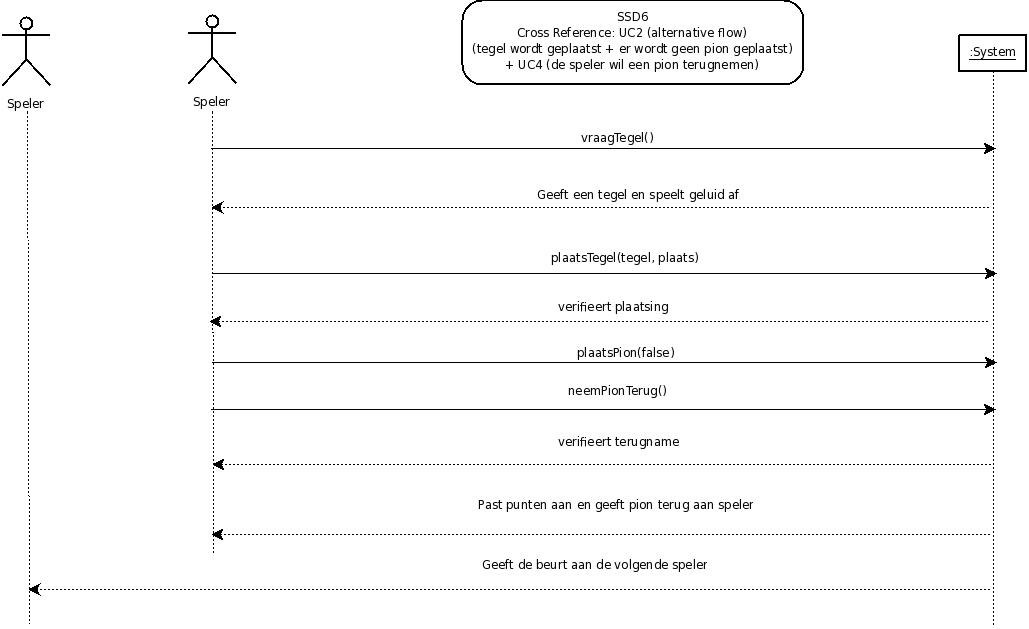 SSD6
Cross Reference: UC2 (alternative flow)
(tegel wordt geplaatst + er wordt geen pion geplaatst)
+ UC4 (de speler wil een pion terugnemen)
:System
Speler
Speler
vraagTegel()
Geeft een tegel en speelt geluid af
plaatsTegel(tegel, plaats)
verifieert plaatsing
plaatsPion(false)
neemPionTerug()
verifieert terugname
Past punten aan en geeft pion terug aan speler
Geeft de beurt aan de volgende speler